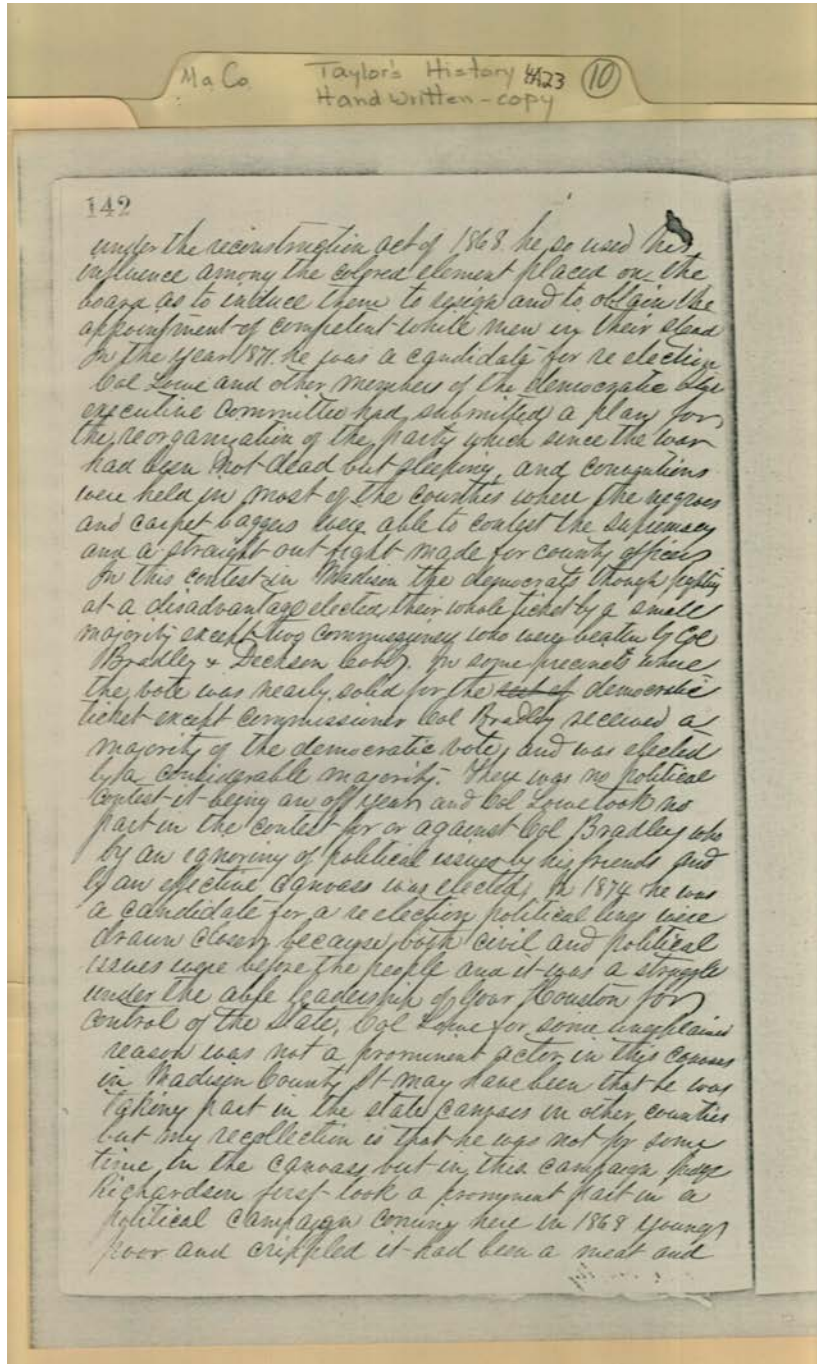 Ma Co Taylor's History 4A23 10
Hand written - copy
142
under the reconstruction act of 1868 he so used his
influence among the colored element placed on the
board as to induce them to resign and to obtain the
appointment of competent white men in their stead
In the year 1871. he was a candidate for re election
Col Lowe and other members of the democratic
executive committee had submitted a plan for
the reorganization of the party which since the war
had been not dead but sleeping, and conventions
were held in most of the counties where the negroes
and carpet baggers were able to contest the supremacy
and a straight out fight made for county officers
In this contest in Madison the democrats though fighting
at a disadvantage elected their whole ticket by a small
majority except two commissioners who were beaten by Col
Bradley & Deckson . In some precincts where
the vote was nearly solid for the rest of democratic
ticket except commissioner Col Bradley received a
majority of the democratic vote, and was elected
by a considerable majority. There was no political
contest it being an off year, and Col Lowe took no
part in the contest for or against Col Bradley who
by an ignoring of political issues by his friends and
by an effective canvass was elected, In 1874 he was
a candidate for a re election political lines were
drawn closer, because both civil and political
issues were before the people and it was a struggle
under the able leadership of Gov Houston for
control of the state, Col Lowe for some unexplained
reason was not a prominent actor in this canvass
in Madison County It may have been that he was
taking part in the state canvass in other counties
but my recollection is that he was not for some
time in the canvass, but in this campaign Judge
Richardson first took a prominent part in a
political campaign coming here in 1868 young,
poor and crippled it had been a meat and